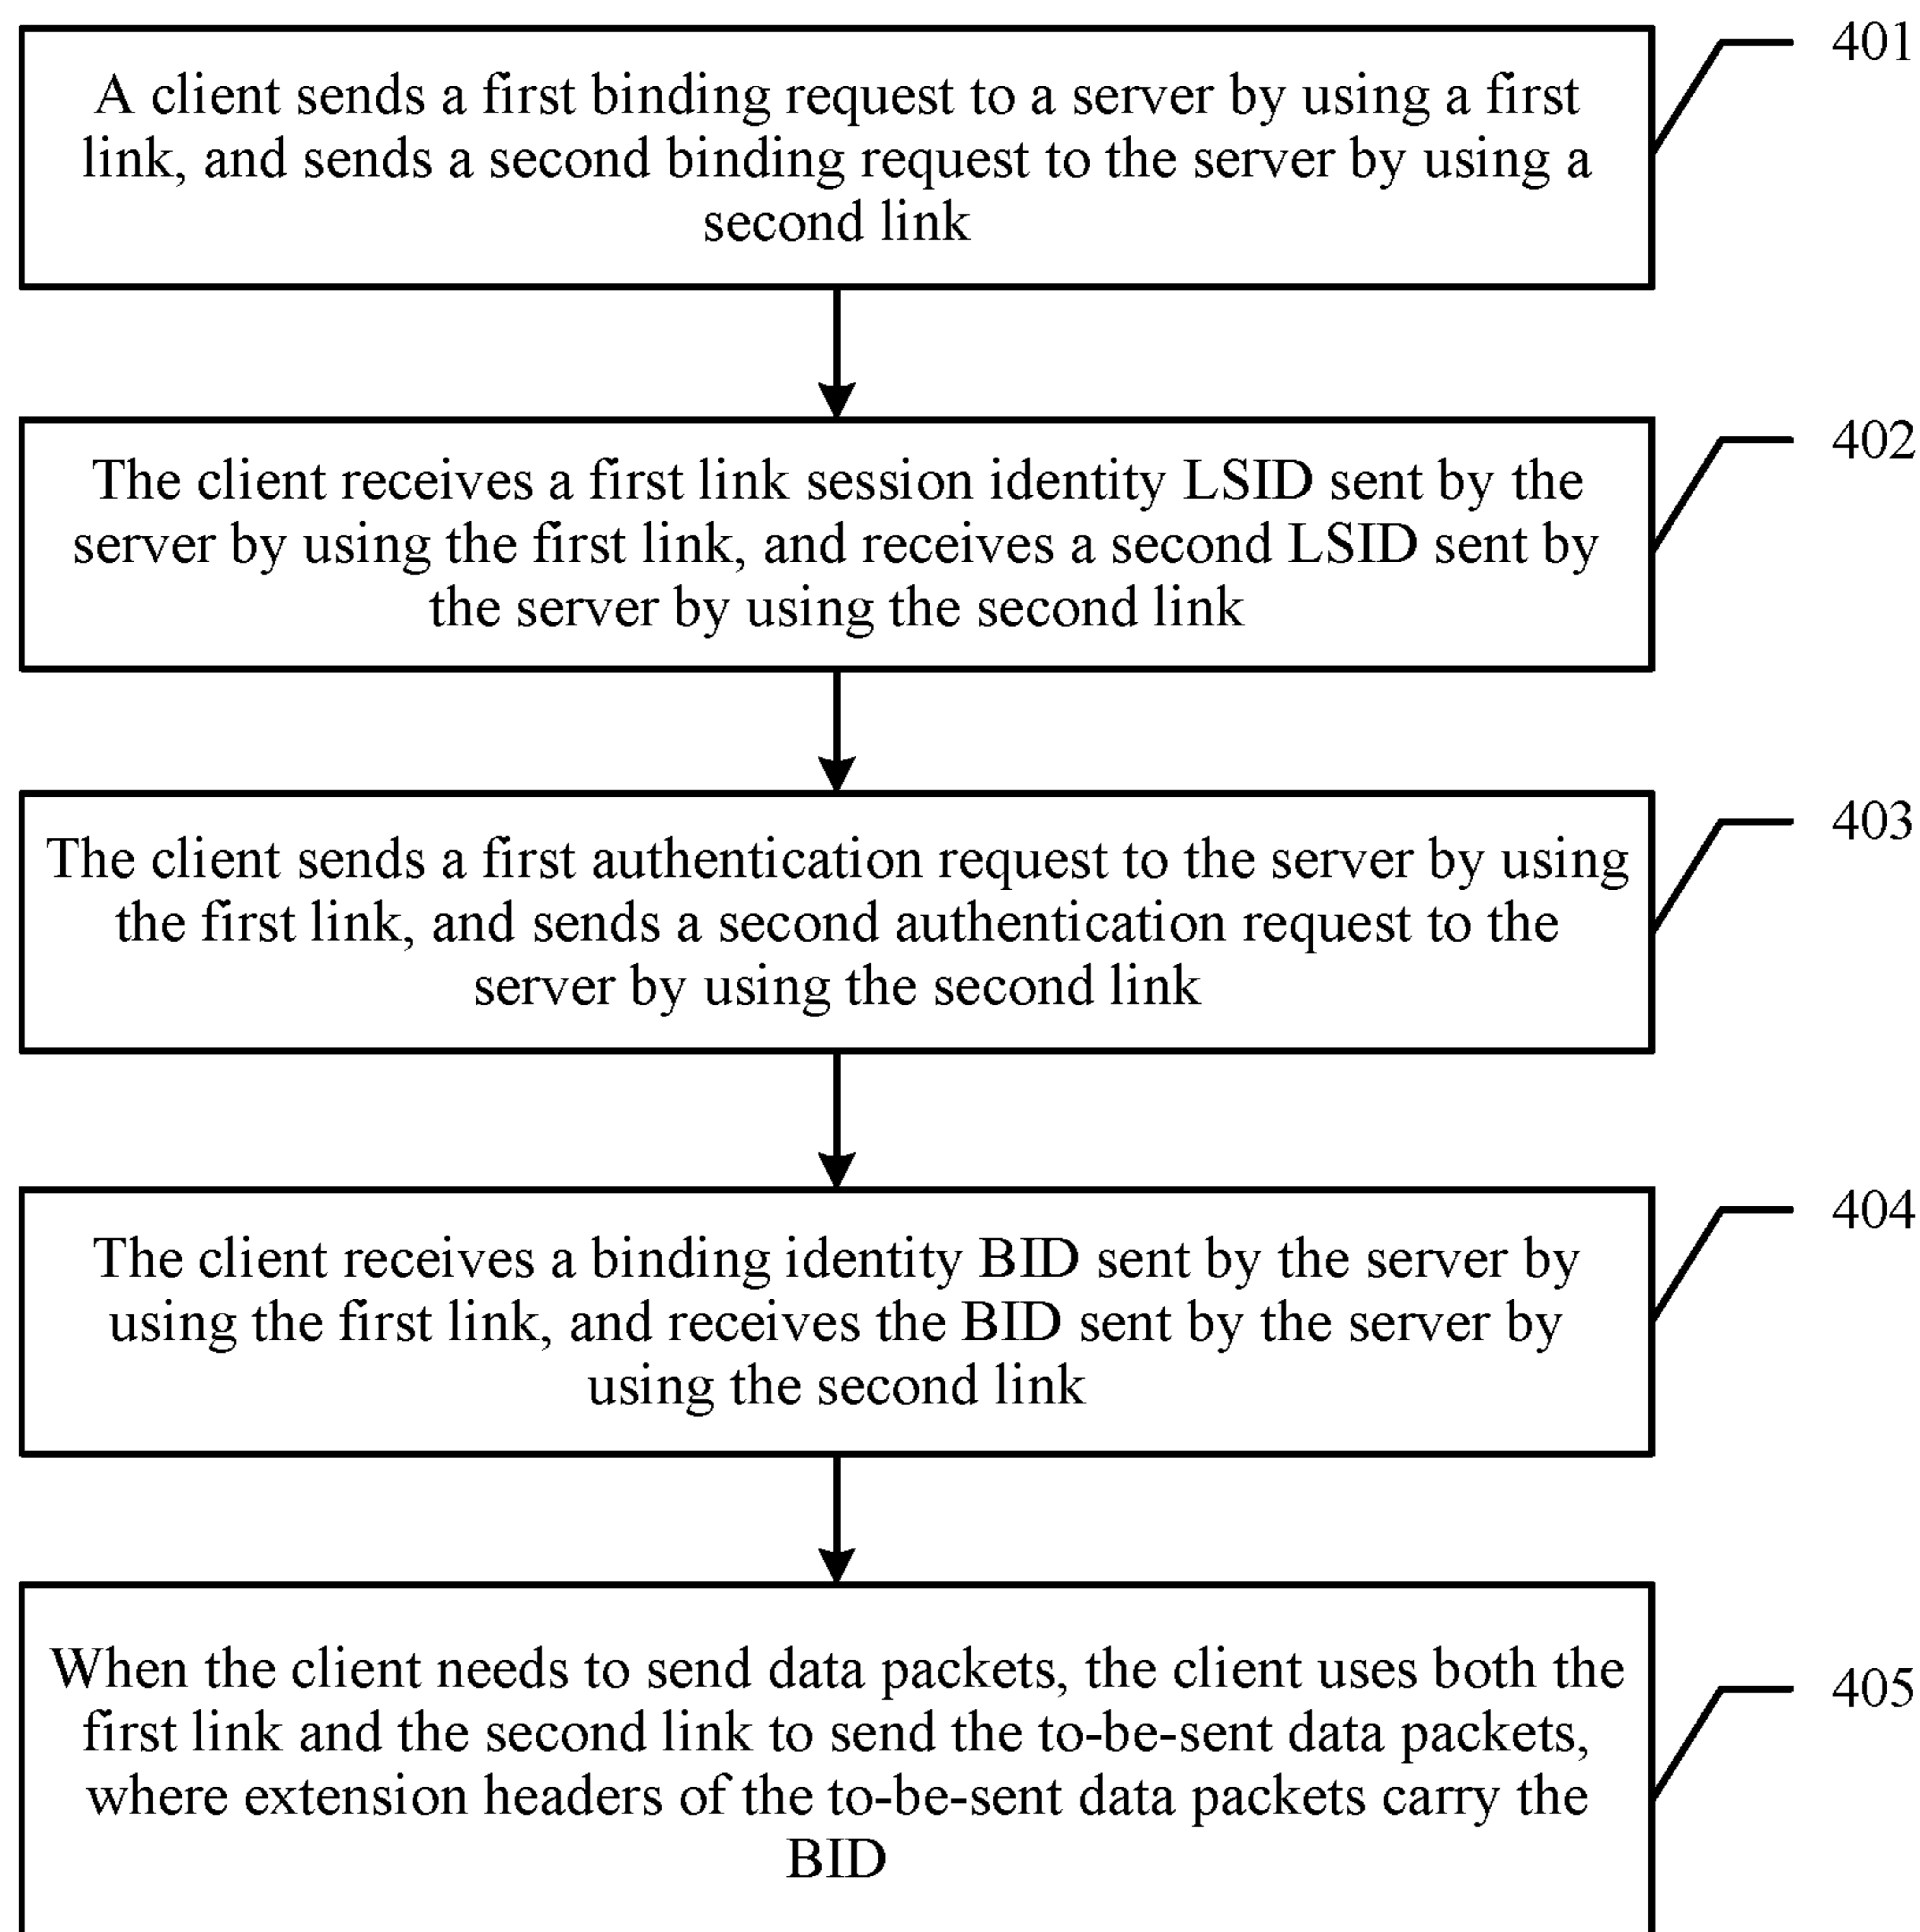 401
A client sends a first binding request to a server by using a first
link, and sends a second binding request to the server by using a
second link
402
The client receives a first link session identity LSID sent by the
server by using the first link, and receives a second LSID sent by
the server by using the second link
403
The client sends a first authentication request to the server by using
the first link, and sends a second authentication request to the
server by using the second link
404
The client receives a binding identity BID sent by the server by
using the first link, and receives the BID sent by the server by
using the second link
405
When the client needs to send data packets, the client uses both the
first link and the second link to send the to-be-sent data packets,
where extension headers of the to-be-sent data packets carry the
BID